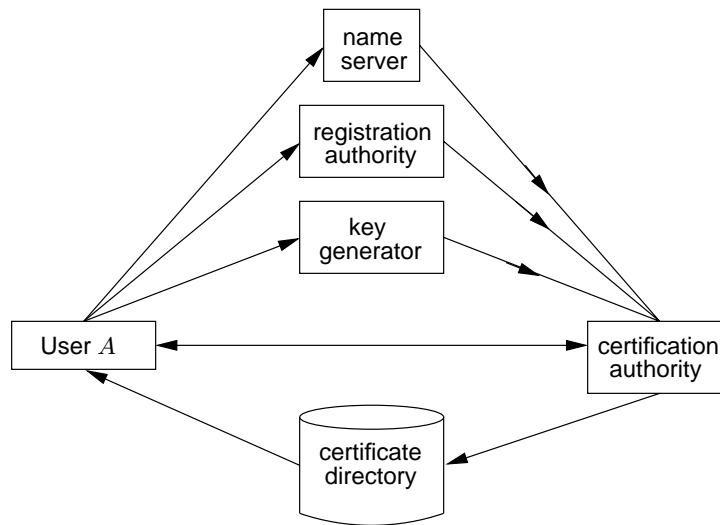 name
server
registration
authority
key
generator
User A
certification
authority
certificate
directory